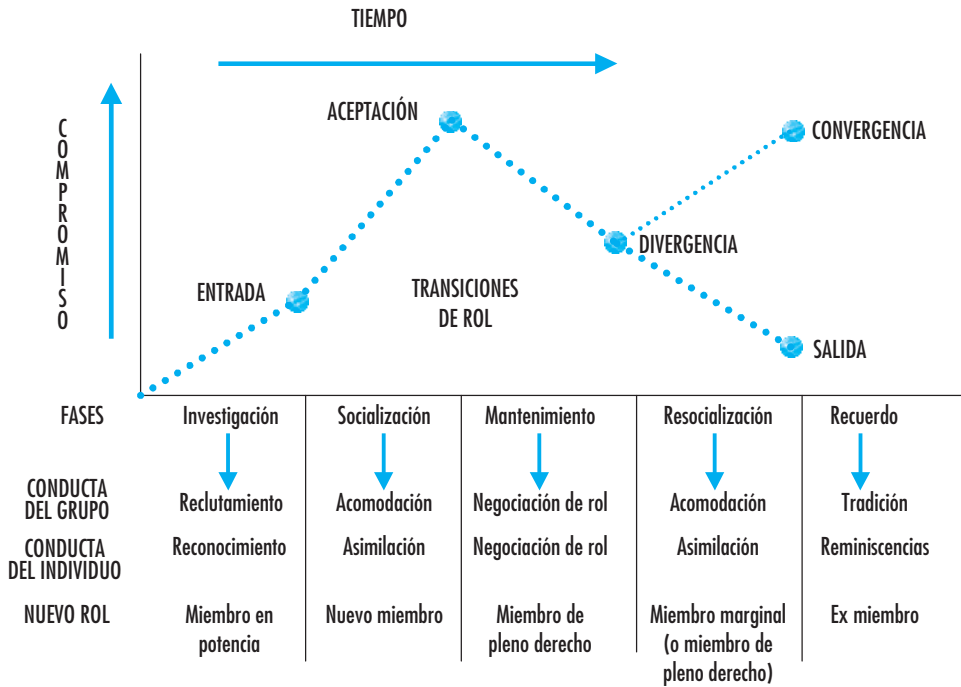 TIEMPO
COMPROMISO
ACEPTACIÓN
CONVERGENCIA
DIVERGENCIA
ENTRADA
TRANSICIONES
DE ROL
SALIDA
FASES Investigación Socialización Mantenimiento Resocialización Recuerdo
CONDUCTA
DEL GRUPO Reclutamiento Acomodación Negociación de rol Acomodación Tradición
CONDUCTA
DEL INDIVIDUO Reconocimiento Asimilación Negociación de rol Asimilación Reminiscencias
NUEVO ROL Miembro en Nuevo miembro Miembro de Miembro marginal Ex miembro
potencia pleno derecho (o miembro de
pleno derecho)